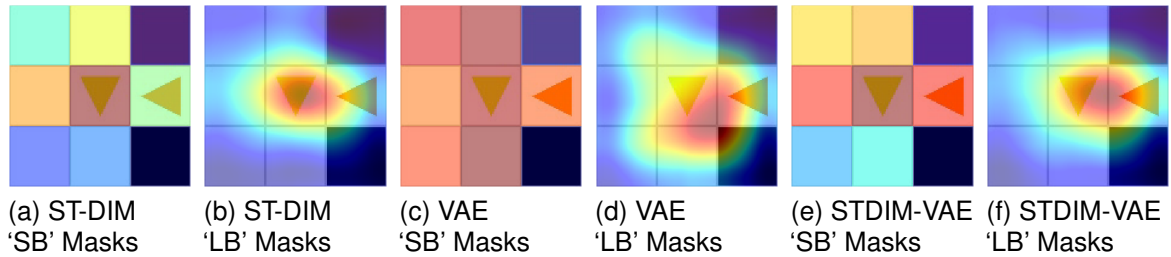 (a) ST-DIM
'SB' Masks
(b) ST-DIM
'LB' Masks
(c) VAE
'SB' Masks
(d) VAE
'LB' Masks
(e) STDIM-VAE
'SB' Masks
(f) STDIM-VAE
'LB' Masks